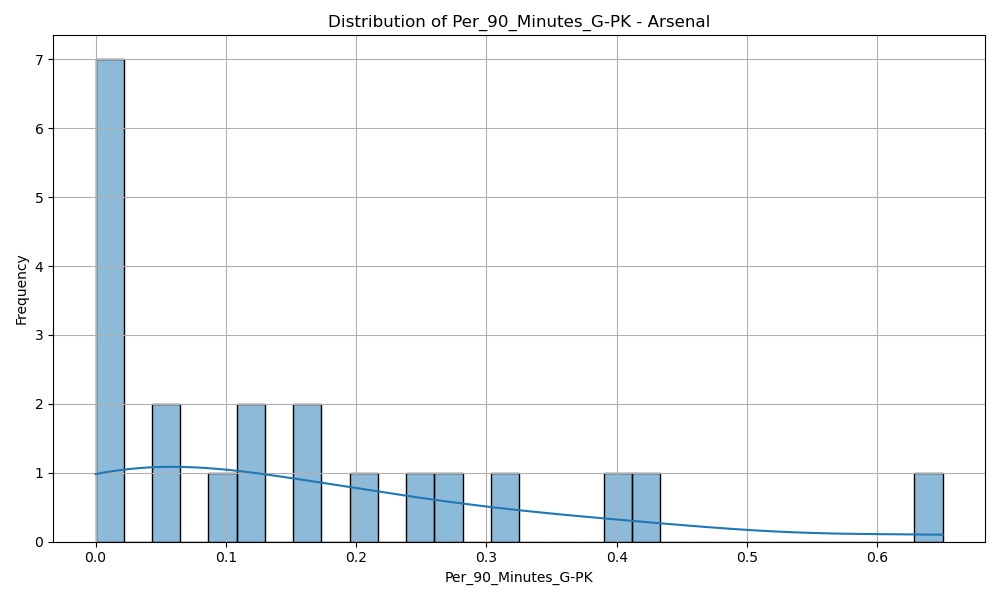 Distribution of Per_90_Minutes_G-PK - Arsenal
Frequency
7
6
5
4
3
2
1
0
0.0 0.1 0.2 0.3 0.4 0.5 0.6
Per_90_Minutes_G-PK